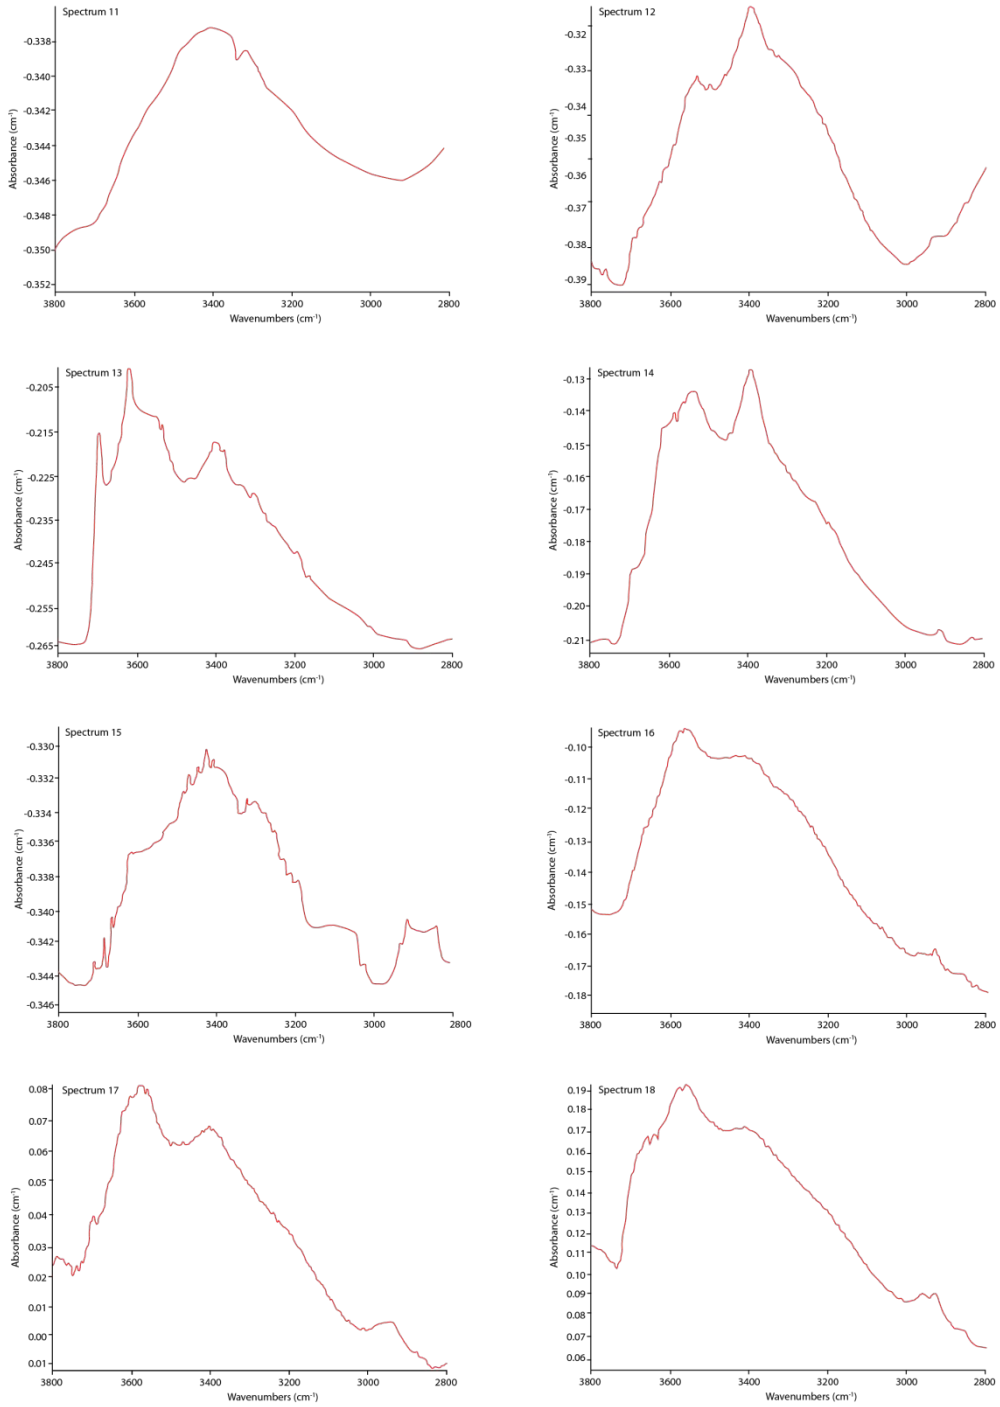 Spectrum 11
-0.338
-0.340
-0.342
-0.344
-0.346
-0.348
-0.350
-0.352
Absorbance (cm⁻¹)
3800 3600 3400 3200 3000 2800
Wavenumbers (cm⁻¹)
Spectrum 12
-0.32
-0.33
-0.34
-0.35
-0.36
-0.37
-0.38
-0.39
Absorbance (cm⁻¹)
3800 3600 3400 3200 3000 2800
Wavenumbers (cm⁻¹)
Spectrum 13
-0.205
-0.215
-0.225
-0.235
-0.245
-0.255
-0.265
Absorbance (cm⁻¹)
3800 3600 3400 3200 3000 2800
Wavenumbers (cm⁻¹)
Spectrum 14
-0.13
-0.14
-0.15
-0.16
-0.17
-0.18
-0.19
-0.20
-0.21
Absorbance (cm⁻¹)
3800 3600 3400 3200 3000 2800
Wavenumbers (cm⁻¹)
Spectrum 15
-0.330
-0.332
-0.334
-0.336
-0.338
-0.340
-0.342
-0.344
-0.346
Absorbance (cm⁻¹)
3800 3600 3400 3200 3000 2800
Wavenumbers (cm⁻¹)
Spectrum 16
-0.10
-0.11
-0.12
-0.13
-0.14
-0.15
-0.16
-0.17
-0.18
Absorbance (cm⁻¹)
3800 3600 3400 3200 3000 2800
Wavenumbers (cm⁻¹)
Spectrum 17
0.08
0.07
0.06
0.05
0.04
0.03
0.02
0.01
0.00
0.01
Absorbance (cm⁻¹)
3800 3600 3400 3200 3000 2800
Wavenumbers (cm⁻¹)
Spectrum 18
0.19
0.18
0.17
0.16
0.14
0.13
0.12
0.11
0.10
0.09
0.08
0.07
0.06
Absorbance (cm⁻¹)
3800 3600 3400 3200 3000 2800
Wavenumbers (cm⁻¹)